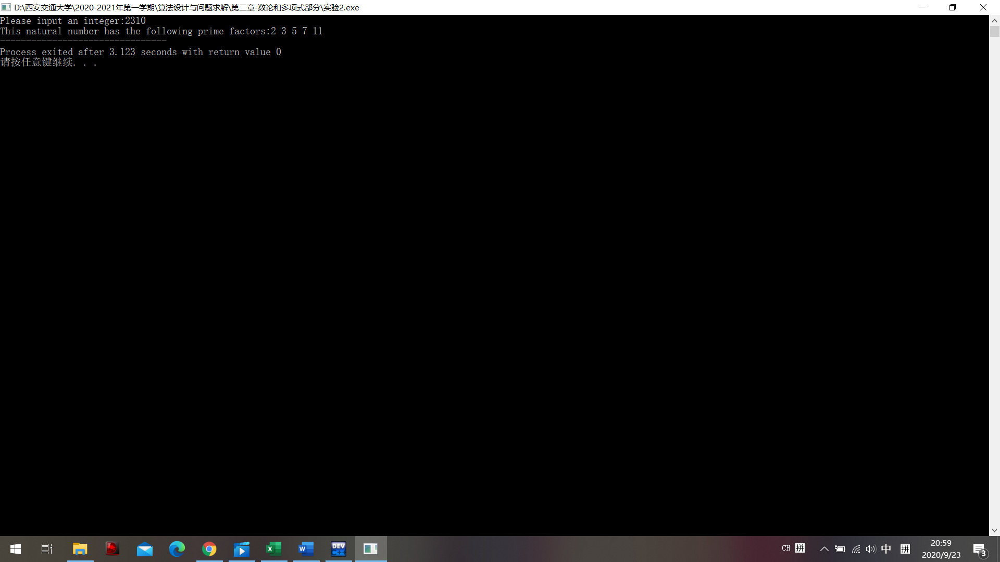 D:\西安交通大学\2020-2021年第一学期\算法设计与问题求解\第二章-数论和多项式部分\实验2.exe
Please input an integer:2310
This natural number has the following prime factors:2 3 5 7 11
--------------------------------
Process exited after 3.123 seconds with return value 0
请按任意键继续. . .
DEV
C++
CH 拼
中
拼
20:59
2020/9/23
3